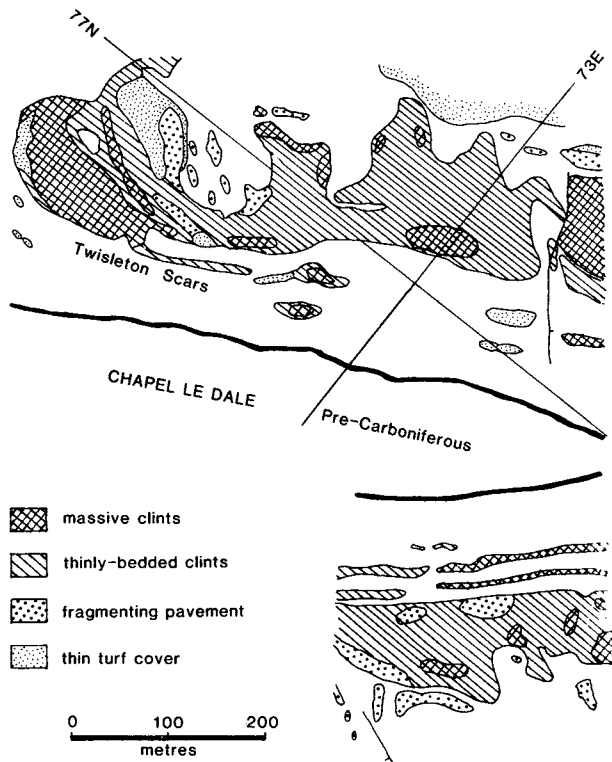 77N
73E
Twisleton Scars
CHAPEL LE DALE
Pre-Carboniferous
massive clints
thinly-bedded clints
fragmenting pavement
thin turf cover
0 100 200
metres